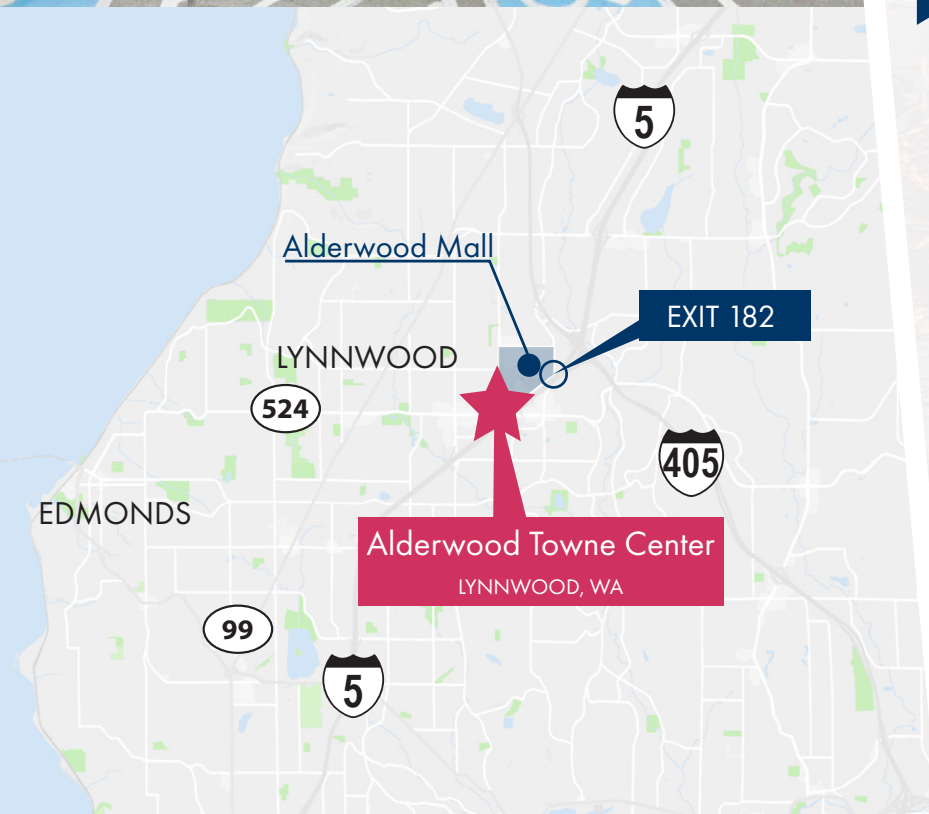 5
Alderwood Mall
EXIT 182
LYNNWOOD
524
405
EDMONDS
Alderwood Towne Center
LYNNWOOD, WA
99
5